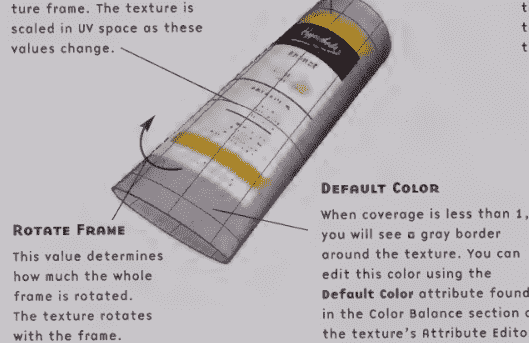 ture frame. The texture is
scaled in UV space as these
values change.
DEFAULT COLOR
When coverage is less than 1,
you will see a gray border
around the texture. You can
edit this color using the
Default Color attribute found
in the Color Balance section
the texture's Attribute Edito
ROTATE FRAME
This value determines
how much the whole
frame is rotated.
The texture rotates
with the frame.